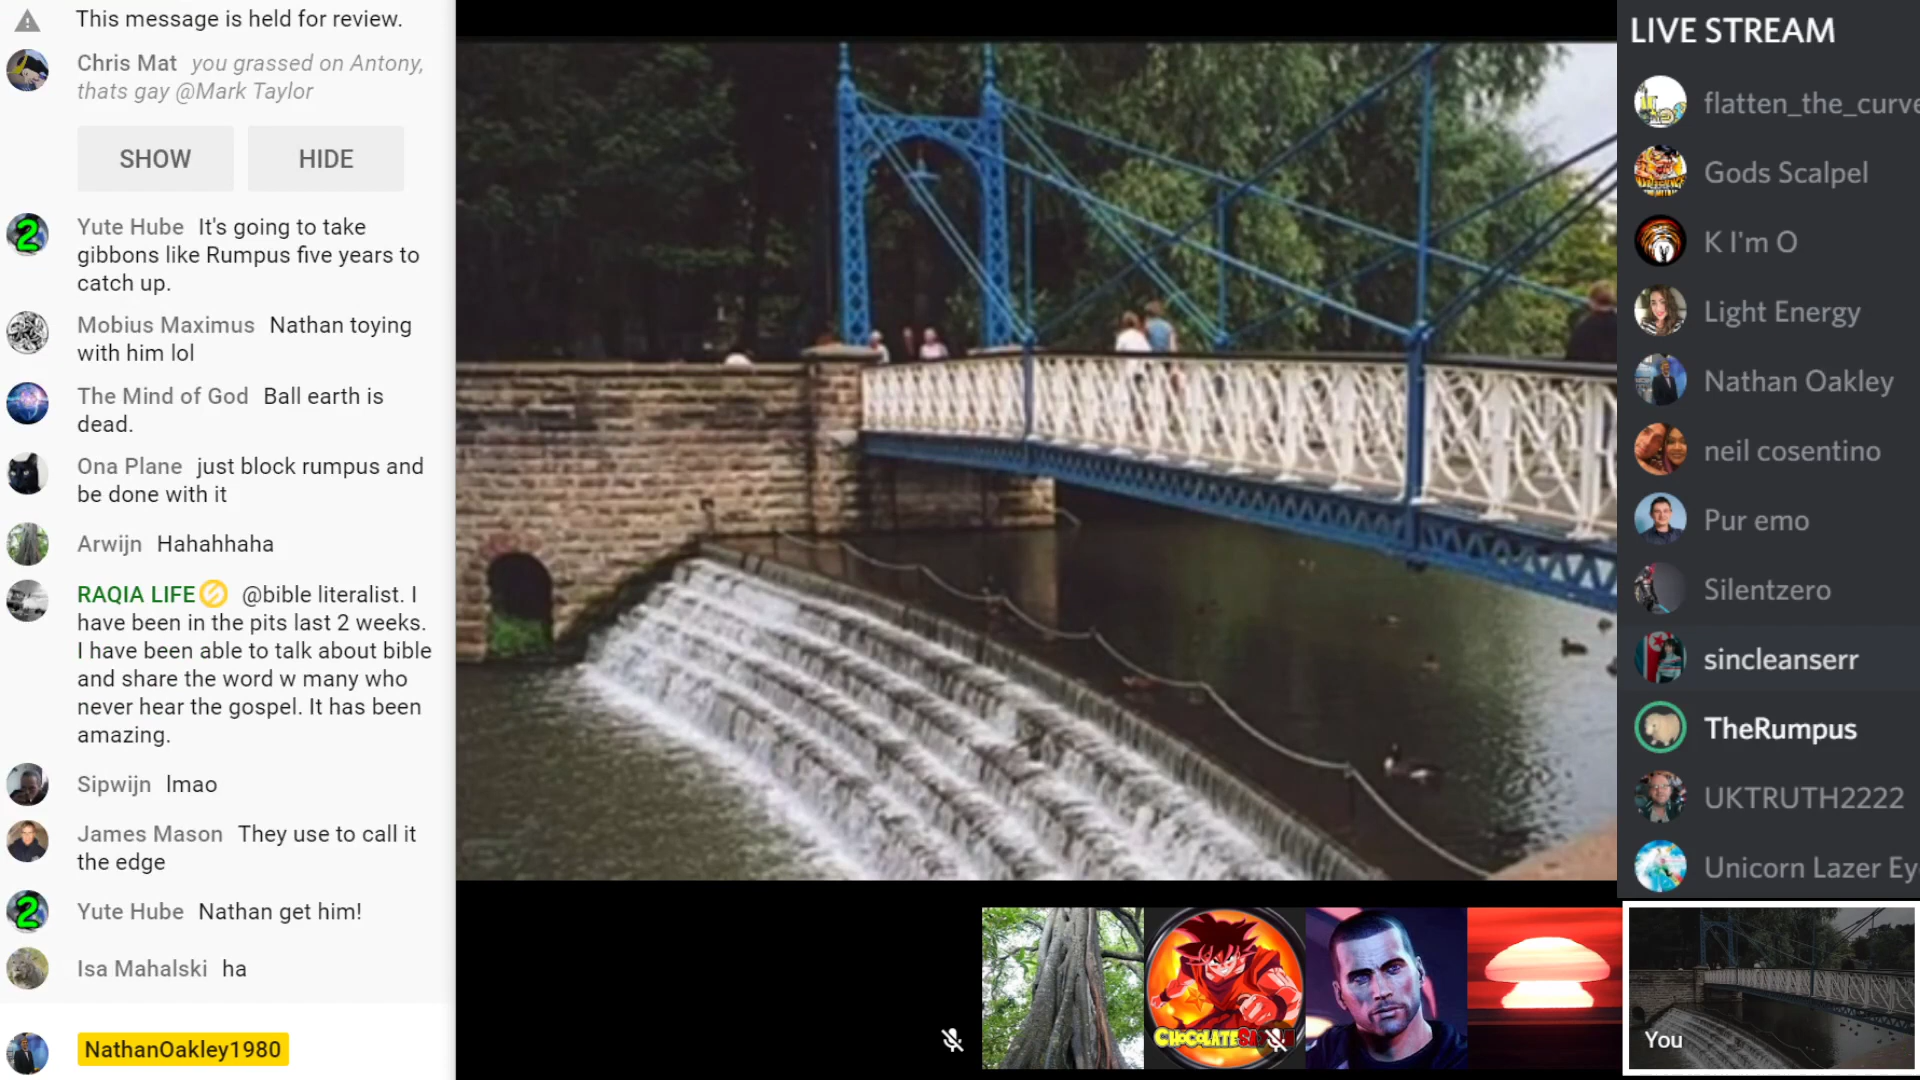 This message is held for review.
Chris Mat you grassed on Antony,
thats gay @Mark Taylor
SHOW HIDE
Yute Hube It's going to take
gibbons like Rumpus five years to
catch up.
Mobius Maximus Nathan toying
with him lol
The Mind of God Ball earth is
dead.
Ona Plane just block rumpus and
be done with it
Arwijn Hahahhaha
RAQIA LIFE @bible literalist. I
have been in the pits last 2 weeks.
I have been able to talk about bible
and share the word w many who
never hear the gospel. It has been
amazing.
Sipwijn lmao
James Mason They use to call it
the edge
Yute Hube Nathan get him!
Isa Mahalski ha
NathanOakley1980
LIVE STREAM
flatten_the_curve
Gods Scalpel
K I'm O
Light Energy
Nathan Oakley
neil cosentino
Pur emo
Silentzero
sincleanserr
TheRumpus
UKTRUTH2222
Unicorn Lazer Ey
You